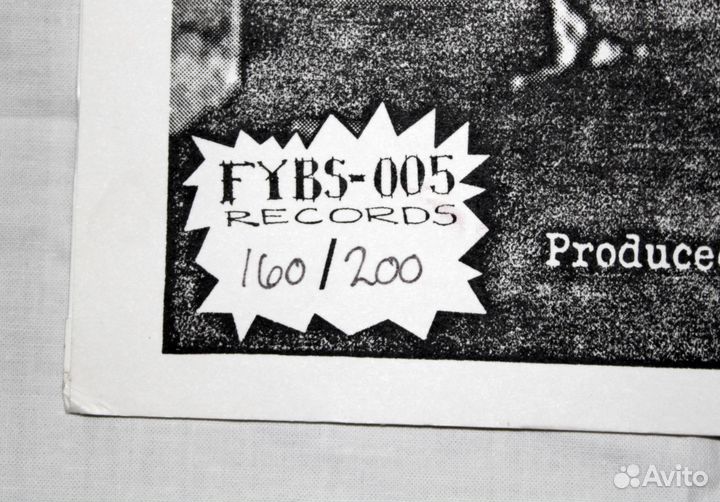 FYBS-005
RECORDS
160/200
Produced
Avito